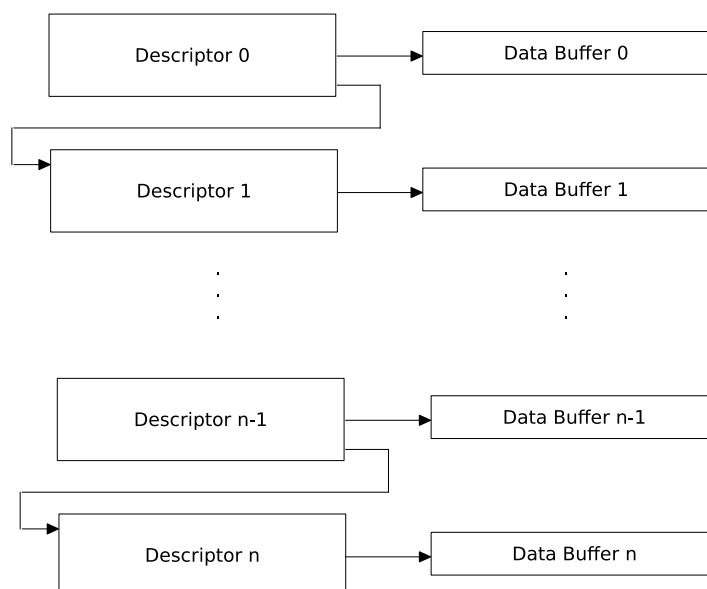 Descriptor 0
Data Buffer 0
Descriptor 1
Data Buffer 1
Descriptor n-1
Data Buffer n-1
Descriptor n
Data Buffer n